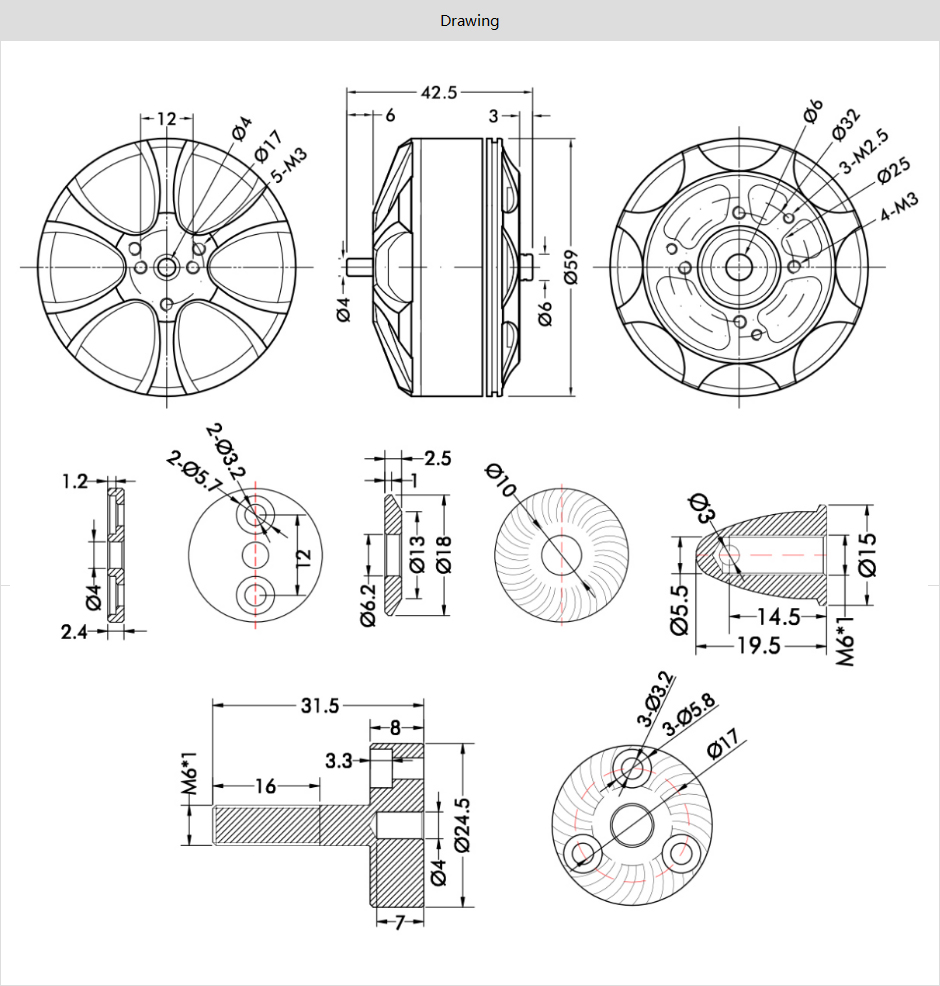 Drawing
42.5
6
3
12
Ø4
Ø17
5-M3
Ø4
Ø6
Ø59
Ø6
Ø32
3-M2.5
Ø25
4-M3
1.2
Ø4
2.4
2-Ø3.2
2-Ø5.7
12
2.5
1
Ø6.2
Ø13
Ø18
Ø10
Ø3
Ø5.5
Ø15
14.5
19.5
M6*1
31.5
8
3.3
M6*1
16
Ø24.5
Ø4
7
3-Ø3.2
3-Ø5.8
Ø17